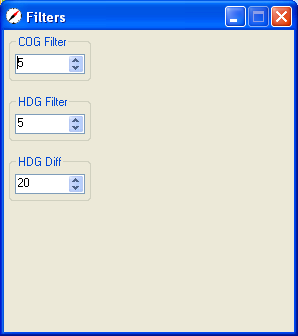 Filters
COG Filter
5
HDG Filter
5
HDG Diff
20